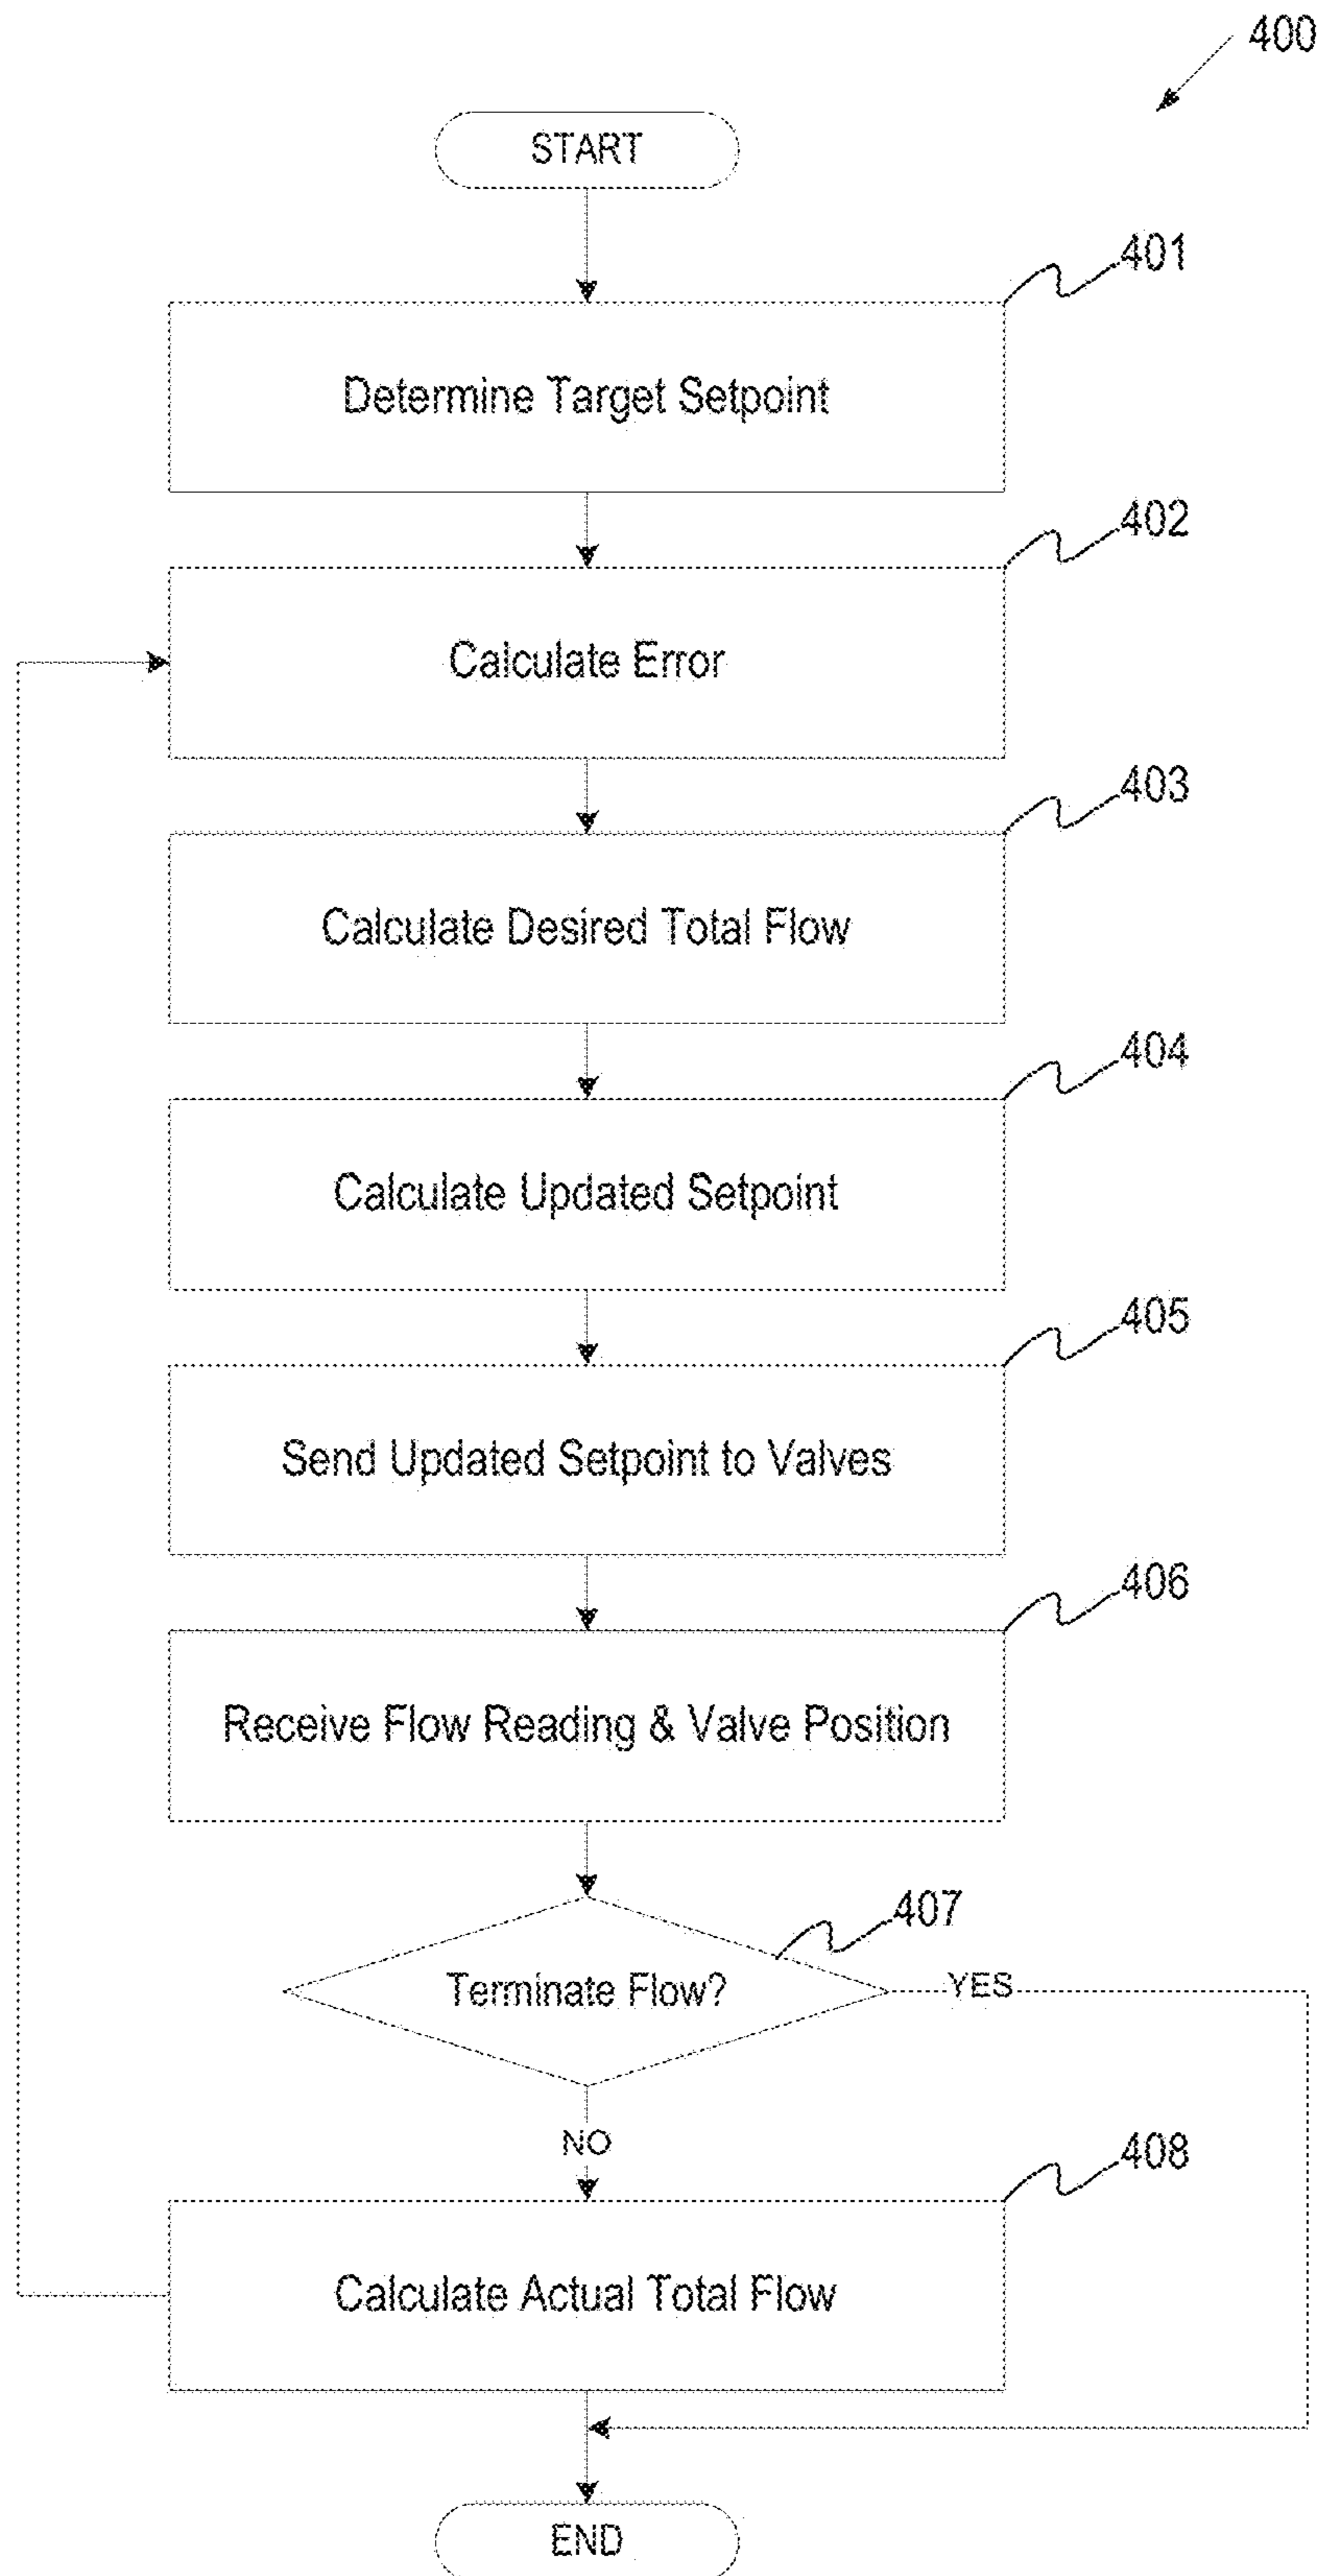 400
START
401
Determine Target Setpoint
402
Calculate Error
403
Calculate Desired Total Flow
404
Calculate Updated Setpoint
405
Send Updated Setpoint to Valves
406
Receive Flow Reading & Valve Position
407
Terminate Flow?
YES
NO
408
Calculate Actual Total Flow
END